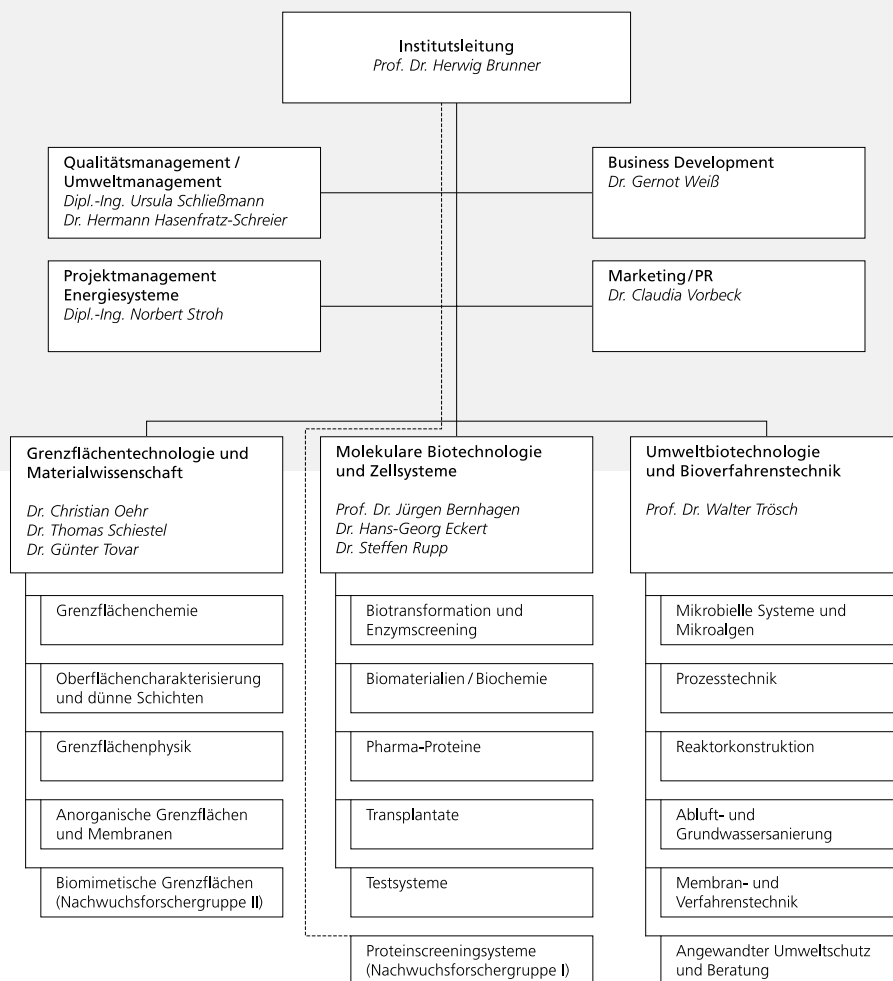 Institutsleitung
Prof. Dr. Herwig Brunner
Qualitätsmanagement /
Umweltmanagement
Dipl.-Ing. Ursula Schließmann
Dr. Hermann Hasenfratz-Schreier
Business Development
Dr. Gernot Weiß
Projektmanagement
Energiesysteme
Dipl.-Ing. Norbert Stroh
Marketing/PR
Dr. Claudia Vorbeck
Grenzflächentechnologie und
Materialwissenschaft
Dr. Christian Oehr
Dr. Thomas Schiestel
Dr. Günter Tovar
Grenzflächenchemie
Oberflächencharakterisierung
und dünne Schichten
Grenzflächenphysik
Anorganische Grenzflächen
und Membranen
Biomimetische Grenzflächen
(Nachwuchsforschergruppe II)
Molekulare Biotechnologie
und Zellsysteme
Prof. Dr. Jürgen Bernhagen
Dr. Hans-Georg Eckert
Dr. Steffen Rupp
Biotransformation und
Enzymscreening
Biomaterialien / Biochemie
Pharma-Proteine
Transplantate
Testsysteme
Proteinscreeningsysteme
(Nachwuchsforschergruppe I)
Umweltbiotechnologie
und Bioverfahrenstechnik
Prof. Dr. Walter Trösch
Mikrobielle Systeme und
Mikroalgen
Prozesstechnik
Reaktorkonstruktion
Abluft- und
Grundwassersanierung
Membran- und
Verfahrenstechnik
Angewandter Umweltschutz
und Beratung